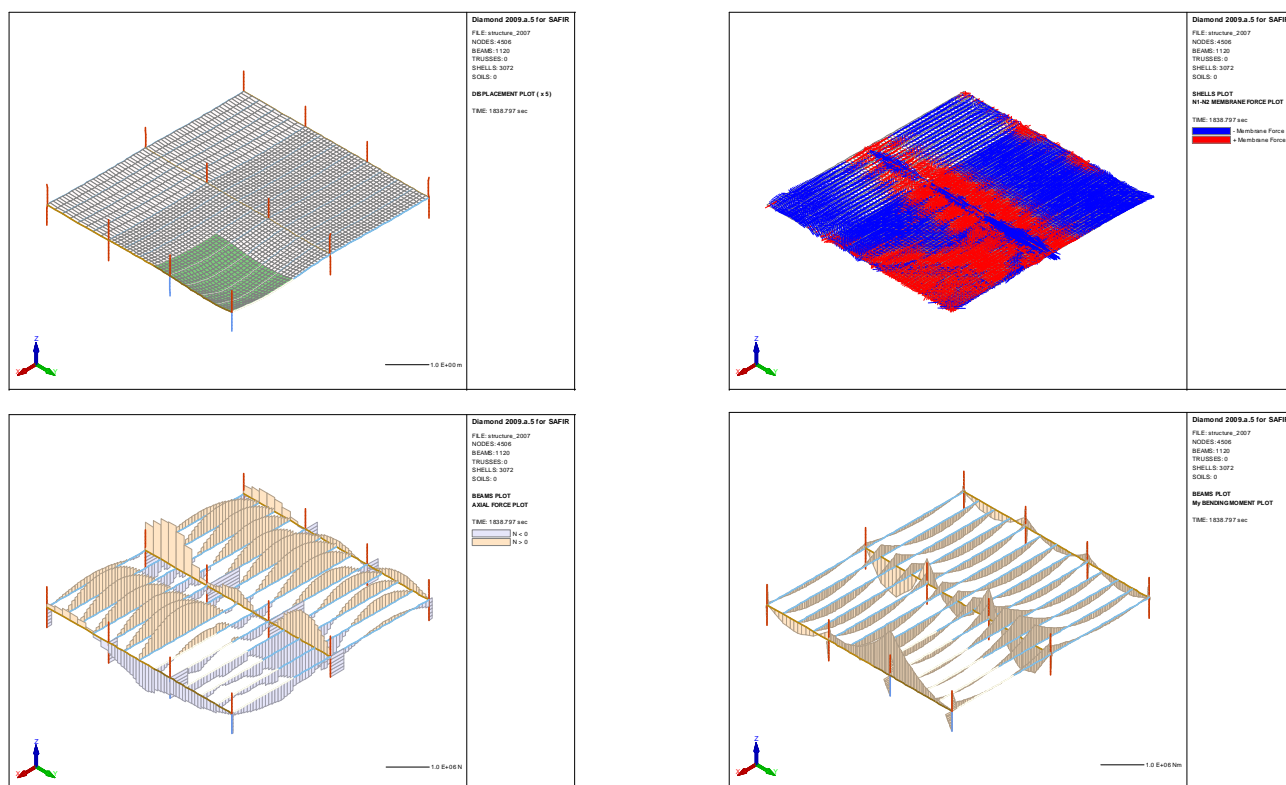 Diamond 2009.a.5 for SAFIR
FILE: structure_2007
NODES: 4506
BEAMS: 1120
TRUSSES: 0
SHELLS: 3072
SOILS: 0
DISPLACEMENT PLOT ( x 5)
TIME: 1838.797 sec
X Y Z
1.0 E+00 m
Diamond 2009.a.5 for SAFIR
FILE: structure_2007
NODES: 4506
BEAMS: 1120
TRUSSES: 0
SHELLS: 3072
SOILS: 0
SHELLS PLOT
N1-N2 MEMBRANE FORCE PLOT
TIME: 1838.797 sec
- Membrane Force
+ Membrane Force
X Y Z
Diamond 2009.a.5 for SAFIR
FILE: structure_2007
NODES: 4506
BEAMS: 1120
TRUSSES: 0
SHELLS: 3072
SOILS: 0
BEAMS PLOT
AXIAL FORCE PLOT
TIME: 1838.797 sec
N < 0
N > 0
X Y Z
1.0 E+06 N
Diamond 2009.a.5 for SAFIR
FILE: structure_2007
NODES: 4506
BEAMS: 1120
TRUSSES: 0
SHELLS: 3072
SOILS: 0
BEAMS PLOT
My BENDING MOMENT PLOT
TIME: 1838.797 sec
X Y Z
1.0 E+06 Nm